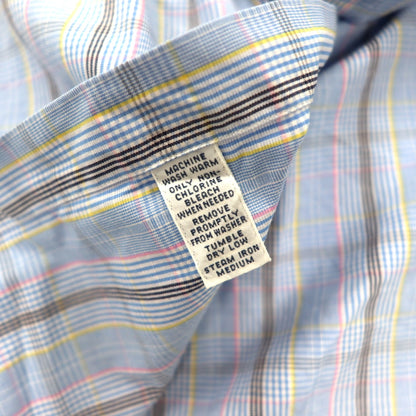 MACHINE
WASH WARM
ONLY NON-
CHLORINE
BLEACH
WHEN NEEDED
REMOVE
PROMPTLY
FROM WASHER
TUMBLE
DRY LOW
STEAM IRON
MEDIUM